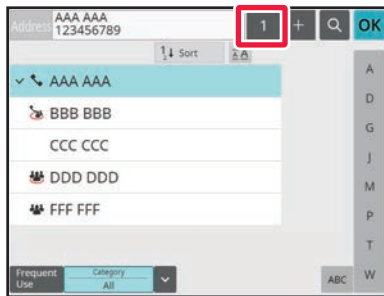 Address
AAA AAA
123456789
1
+
OK
Sort
AAA AAA
BBB BBB
CCC CCC
DDD DDD
FFF FFF
A
D
G
J
M
P
T
W
Frequent
Use
Category
All
ABC